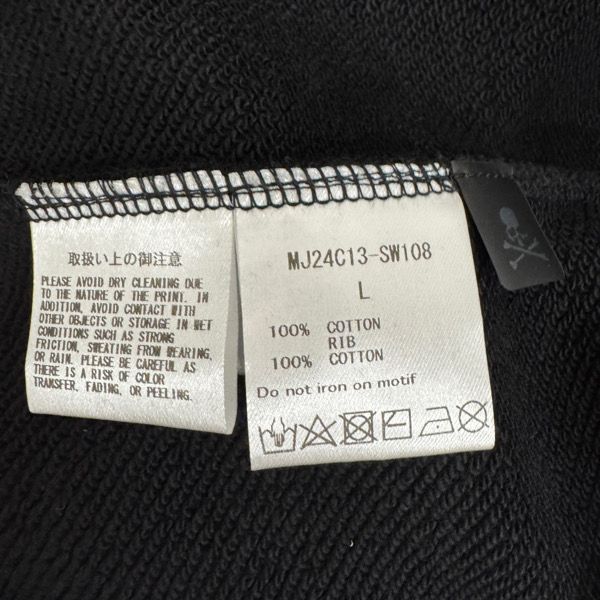 取扱い上の御注意
PLEASE AVOID DRY CLEANING DUE
TO THE NATURE OF THE PRINT. IN
ADDITION, AVOID CONTACT WITH
OTHER OBJECTS OR STORAGE IN WET
CONDITIONS SUCH AS STRONG
FRICTION, SWEATING FROM WEARING,
OR RAIN. PLEASE BE CAREFUL AS
THERE IS A RISK OF COLOR
TRANSFER, FADING, OR PEELING.
MJ24C13-SW108
L
100% COTTON
RIB
100% COTTON
Do not iron on motif